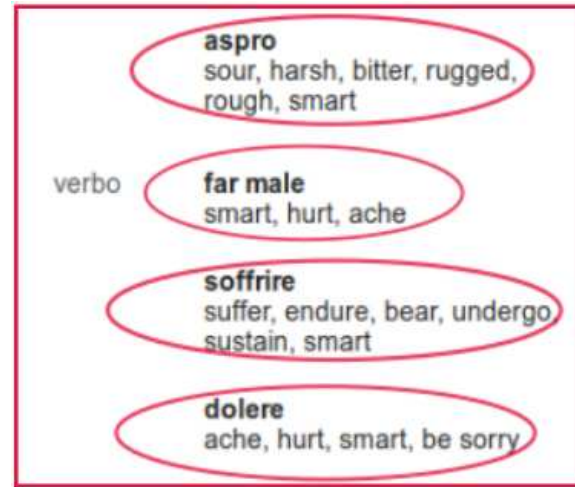 aspro
sour, harsh, bitter, rugged,
rough, smart
verbo far male
smart, hurt, ache
soffrire
suffer, endure, bear, undergo,
sustain, smart
dolere
ache, hurt, smart, be sorry